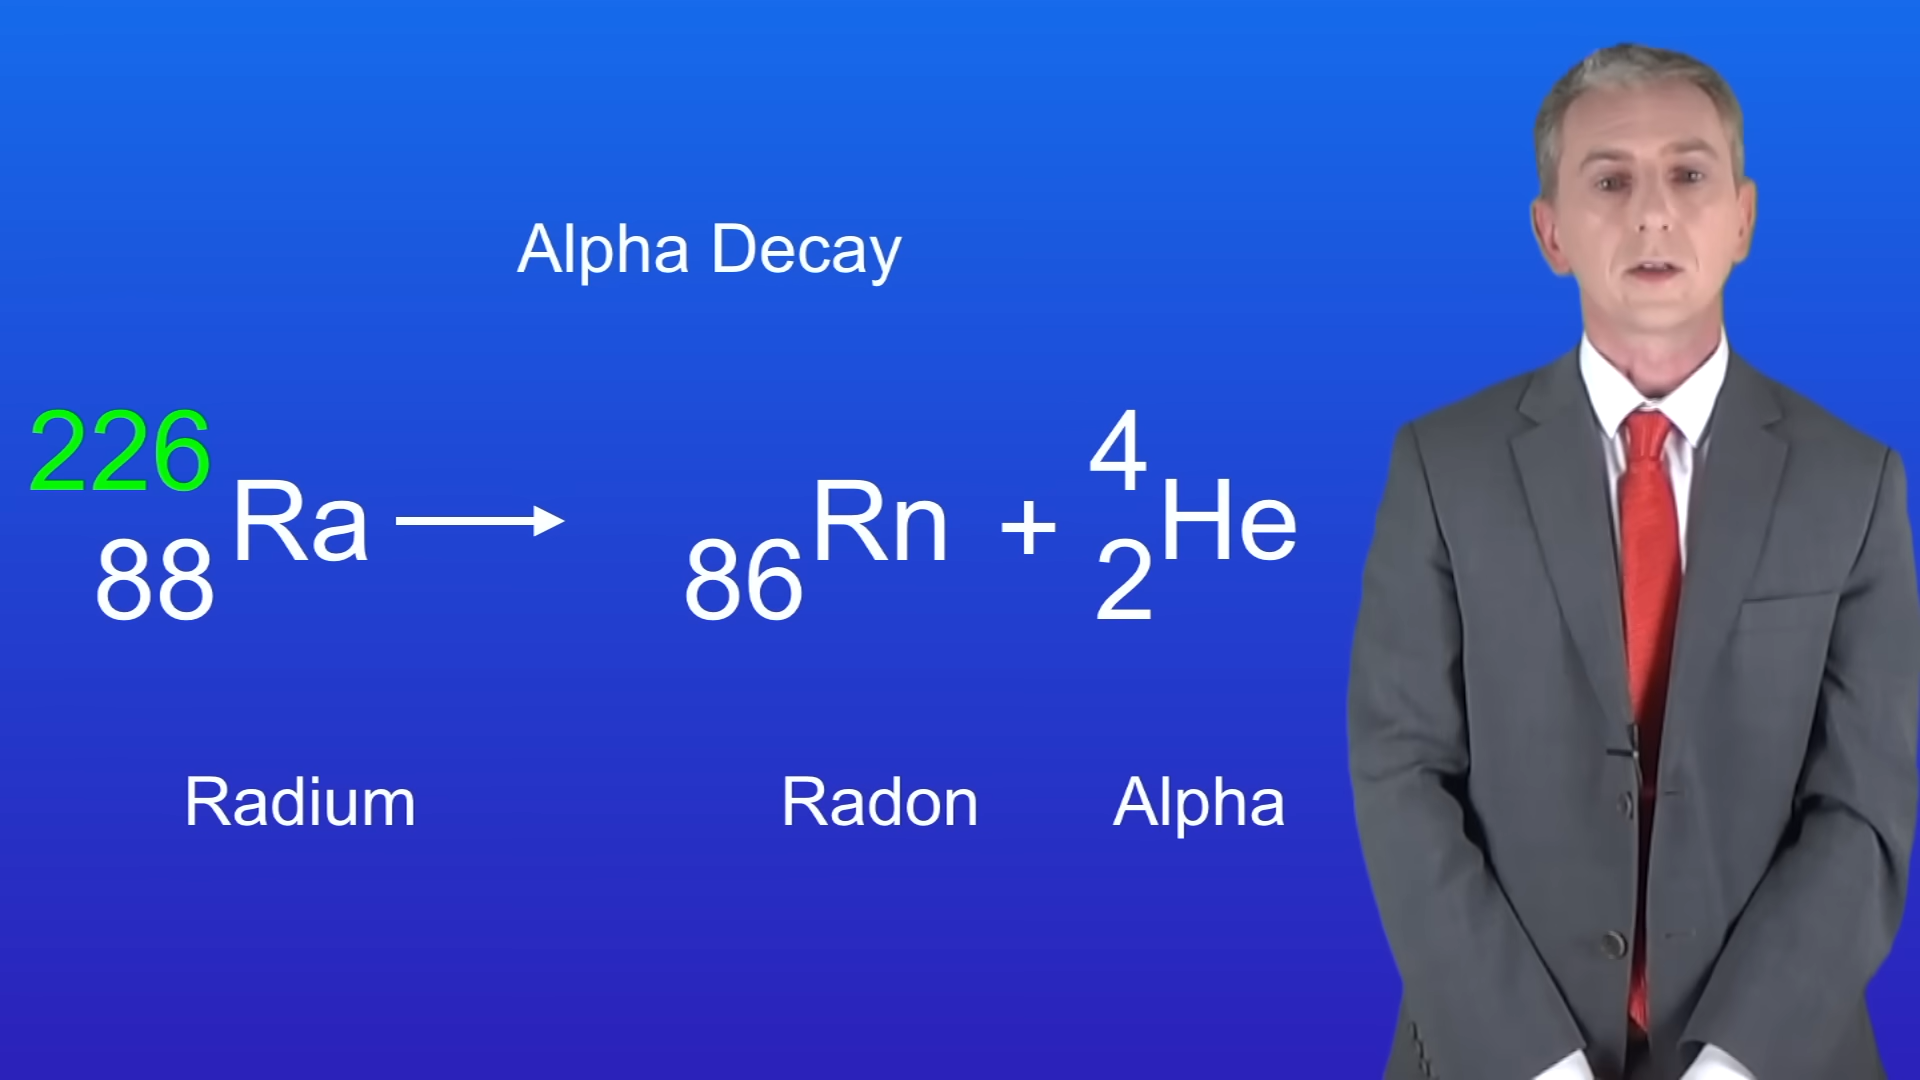 Alpha Decay
226 88 Ra → 86 Rn + 4 2 He
Radium Radon Alpha